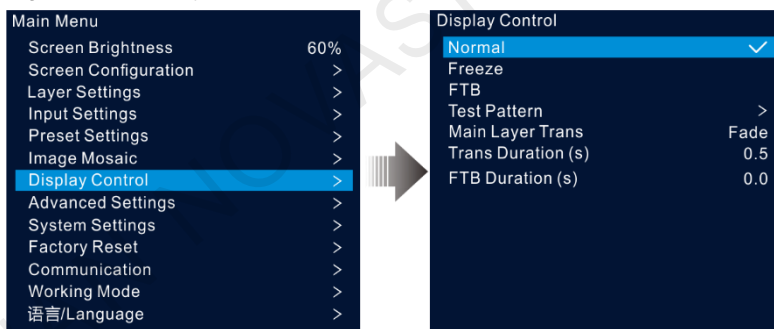 Main Menu
Screen Brightness 60%
Screen Configuration >
Layer Settings >
Input Settings >
Preset Settings >
Image Mosaic >
Display Control >
Advanced Settings >
System Settings >
Factory Reset >
Communication >
Working Mode >
语言/Language >
Display Control
Normal ✓
Freeze
FTB
Test Pattern >
Main Layer Trans Fade
Trans Duration (s) 0.5
FTB Duration (s) 0.0